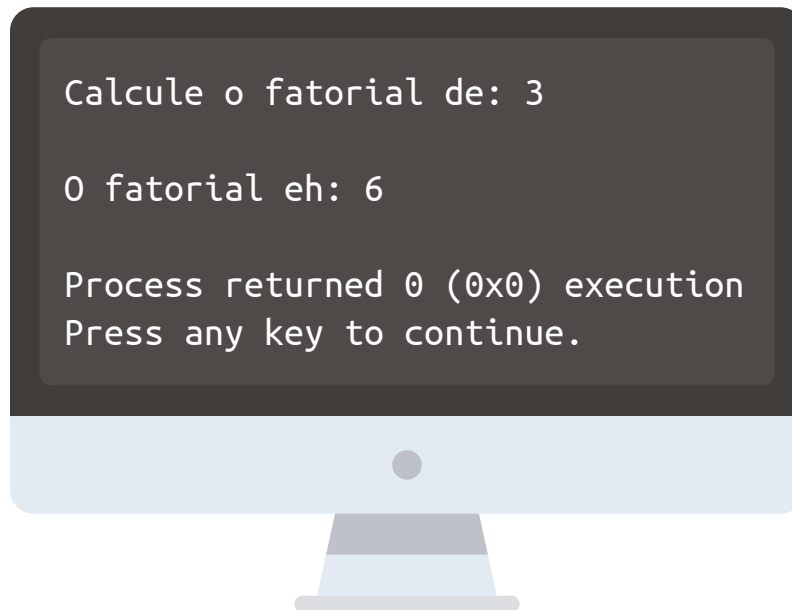 Calcule o fatorial de: 3
O fatorial eh: 6
Process returned 0 (0x0) execution
Press any key to continue.